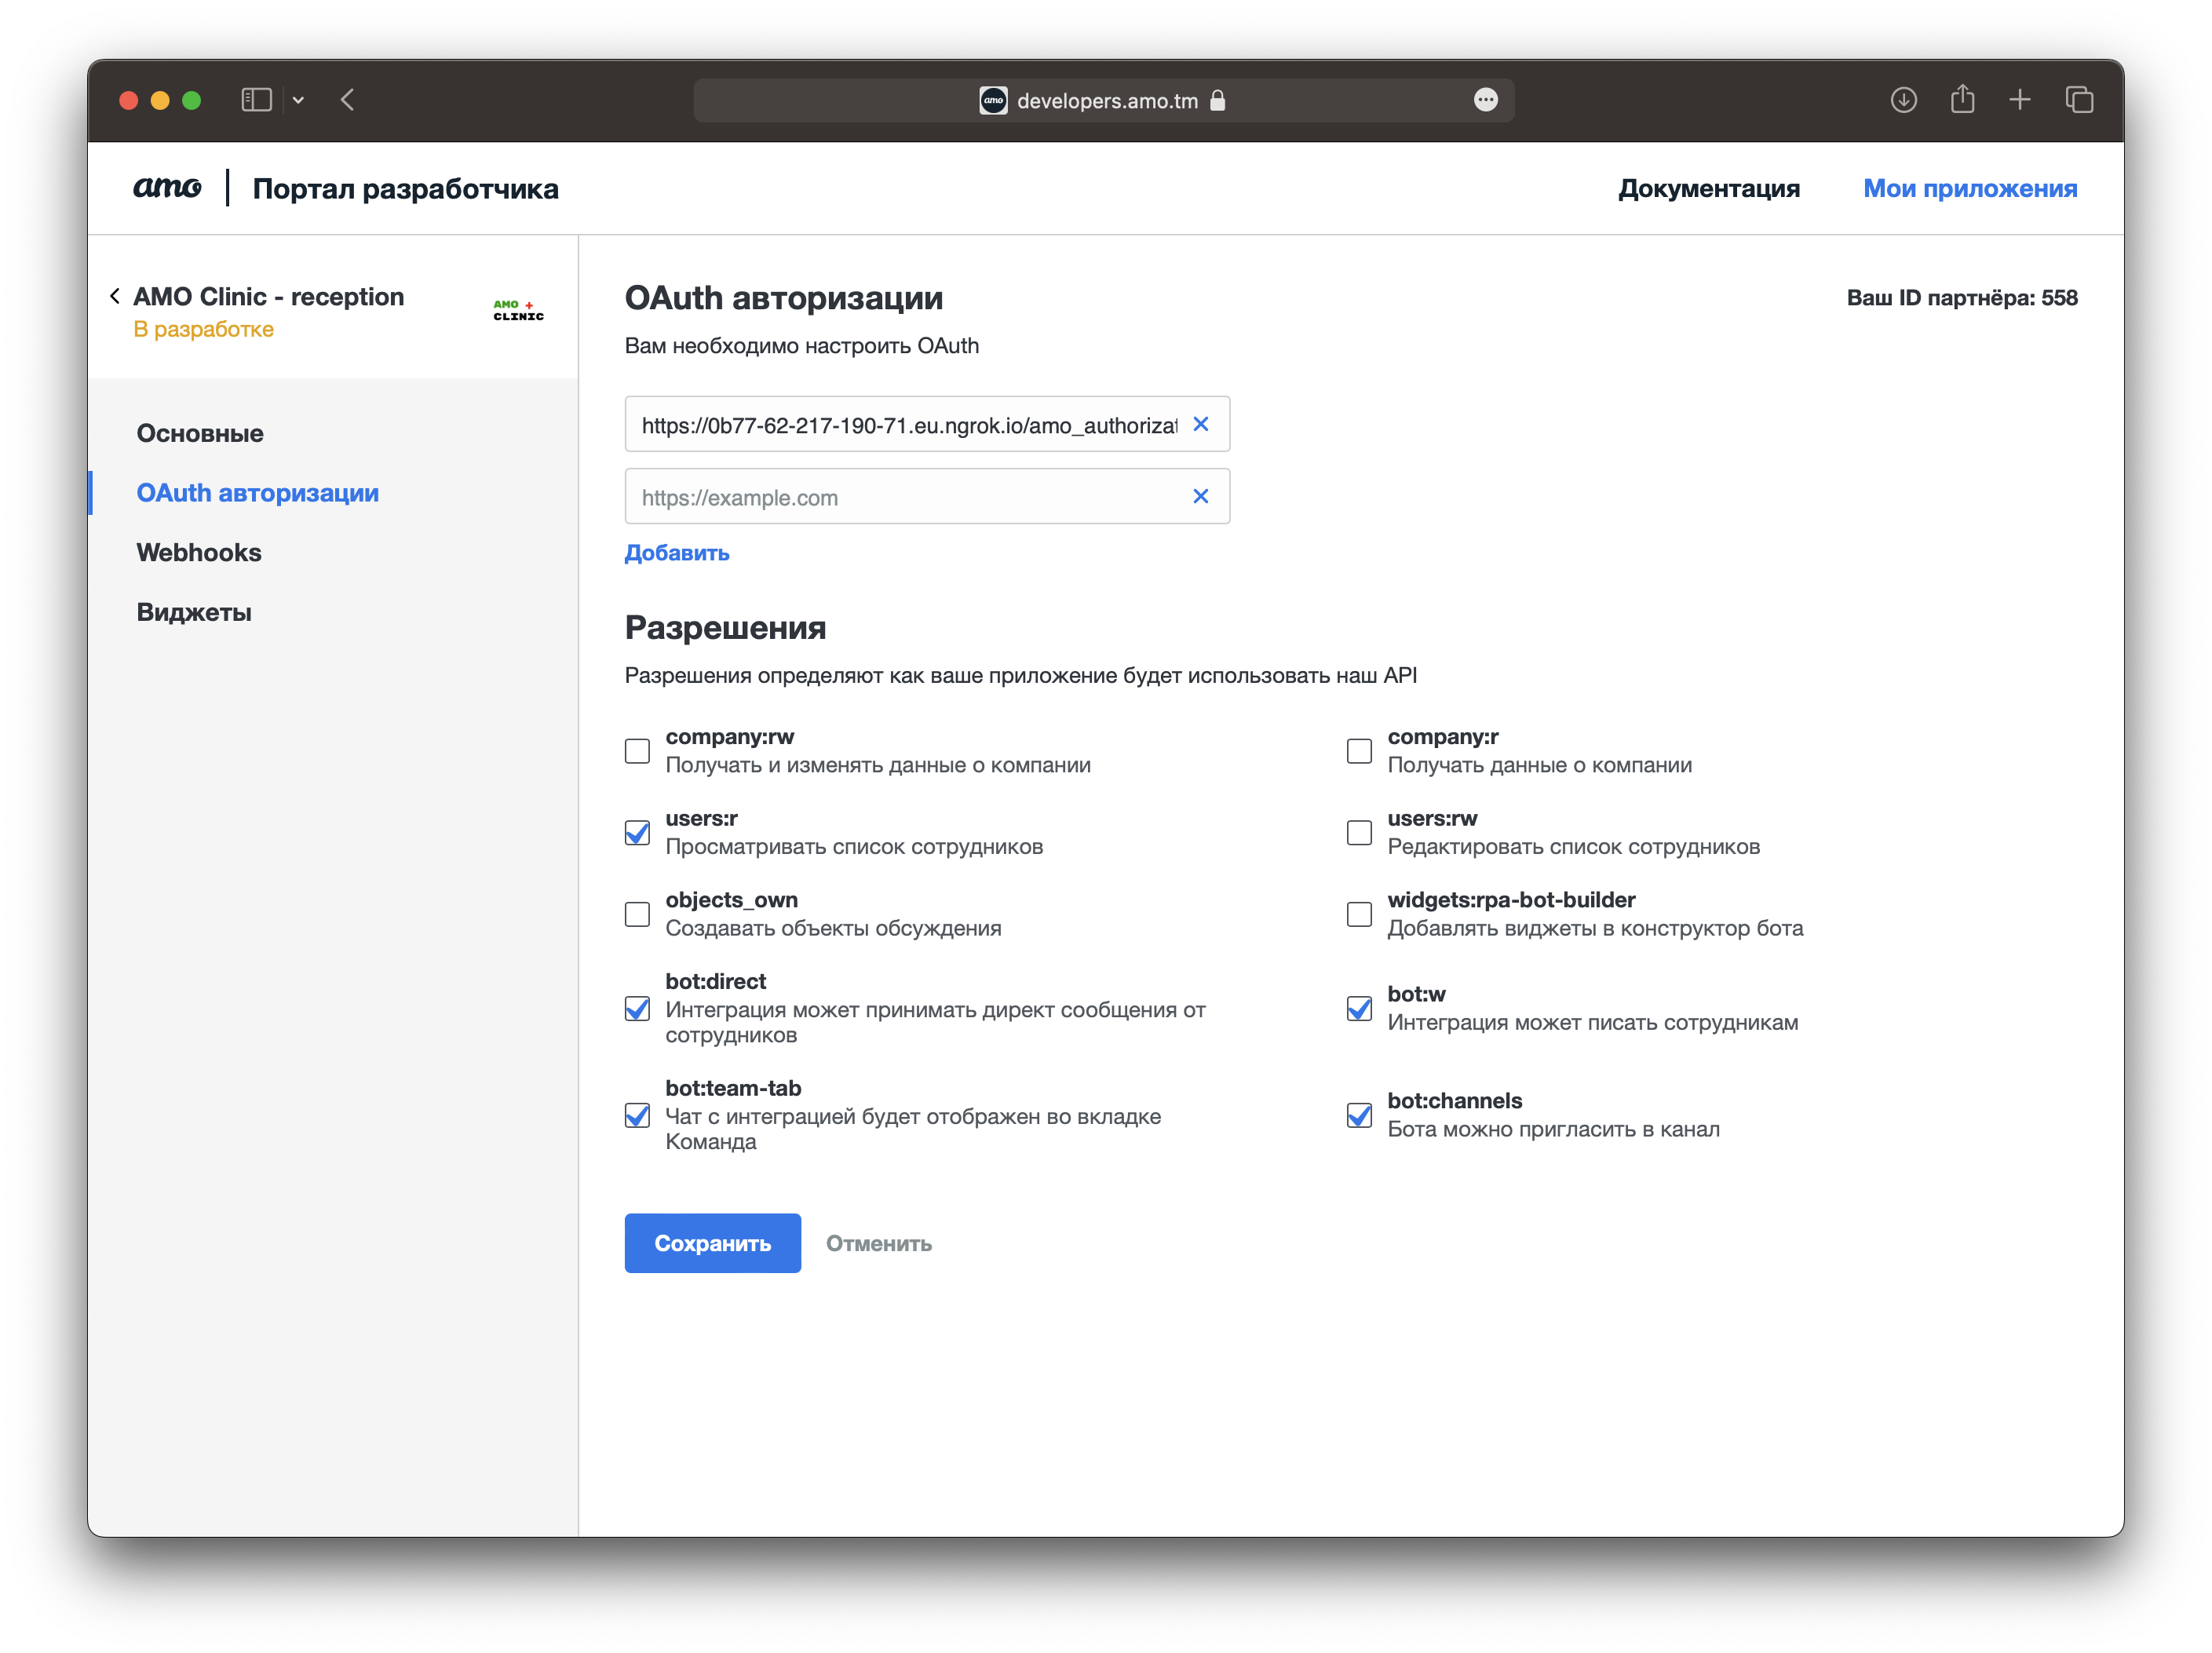 amo developers.amo.tm
amo Портал разработчика
Документация
Мои приложения
AMO Clinic - reception
В разработке
AMO +
CLINIC
Основные
OAuth авторизации
Webhooks
Виджеты
OAuth авторизации
Ваш ID партнёра: 558
Вам необходимо настроить OAuth
https://0b77-62-217-190-71.eu.ngrok.io/amo_authorizat
https://example.com
Добавить
Разрешения
Разрешения определяют как ваше приложение будет использовать наш API
company:rw
Получать и изменять данные о компании
company:r
Получать данные о компании
users:r
Просматривать список сотрудников
users:rw
Редактировать список сотрудников
objects_own
Создавать объекты обсуждения
widgets:rpa-bot-builder
Добавлять виджеты в конструктор бота
bot:direct
Интеграция может принимать директ сообщения от
сотрудников
bot:w
Интеграция может писать сотрудникам
bot:team-tab
Чат с интеграцией будет отображен во вкладке
Команда
bot:channels
Бота можно пригласить в канал
Сохранить
Отменить